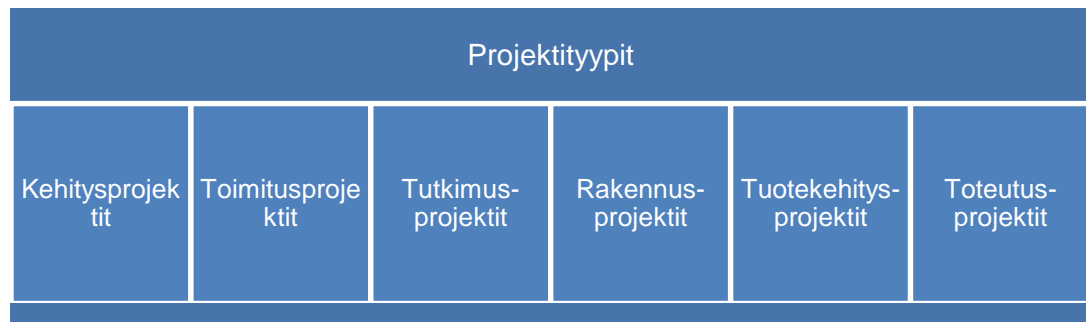 Projektityypit
Kehitysprojek
tit
Toimitusproje
ktit
Tutkimus-
projektit
Rakennus-
projektit
Tuotekehitys-
projektit
Toteutus-
projektit